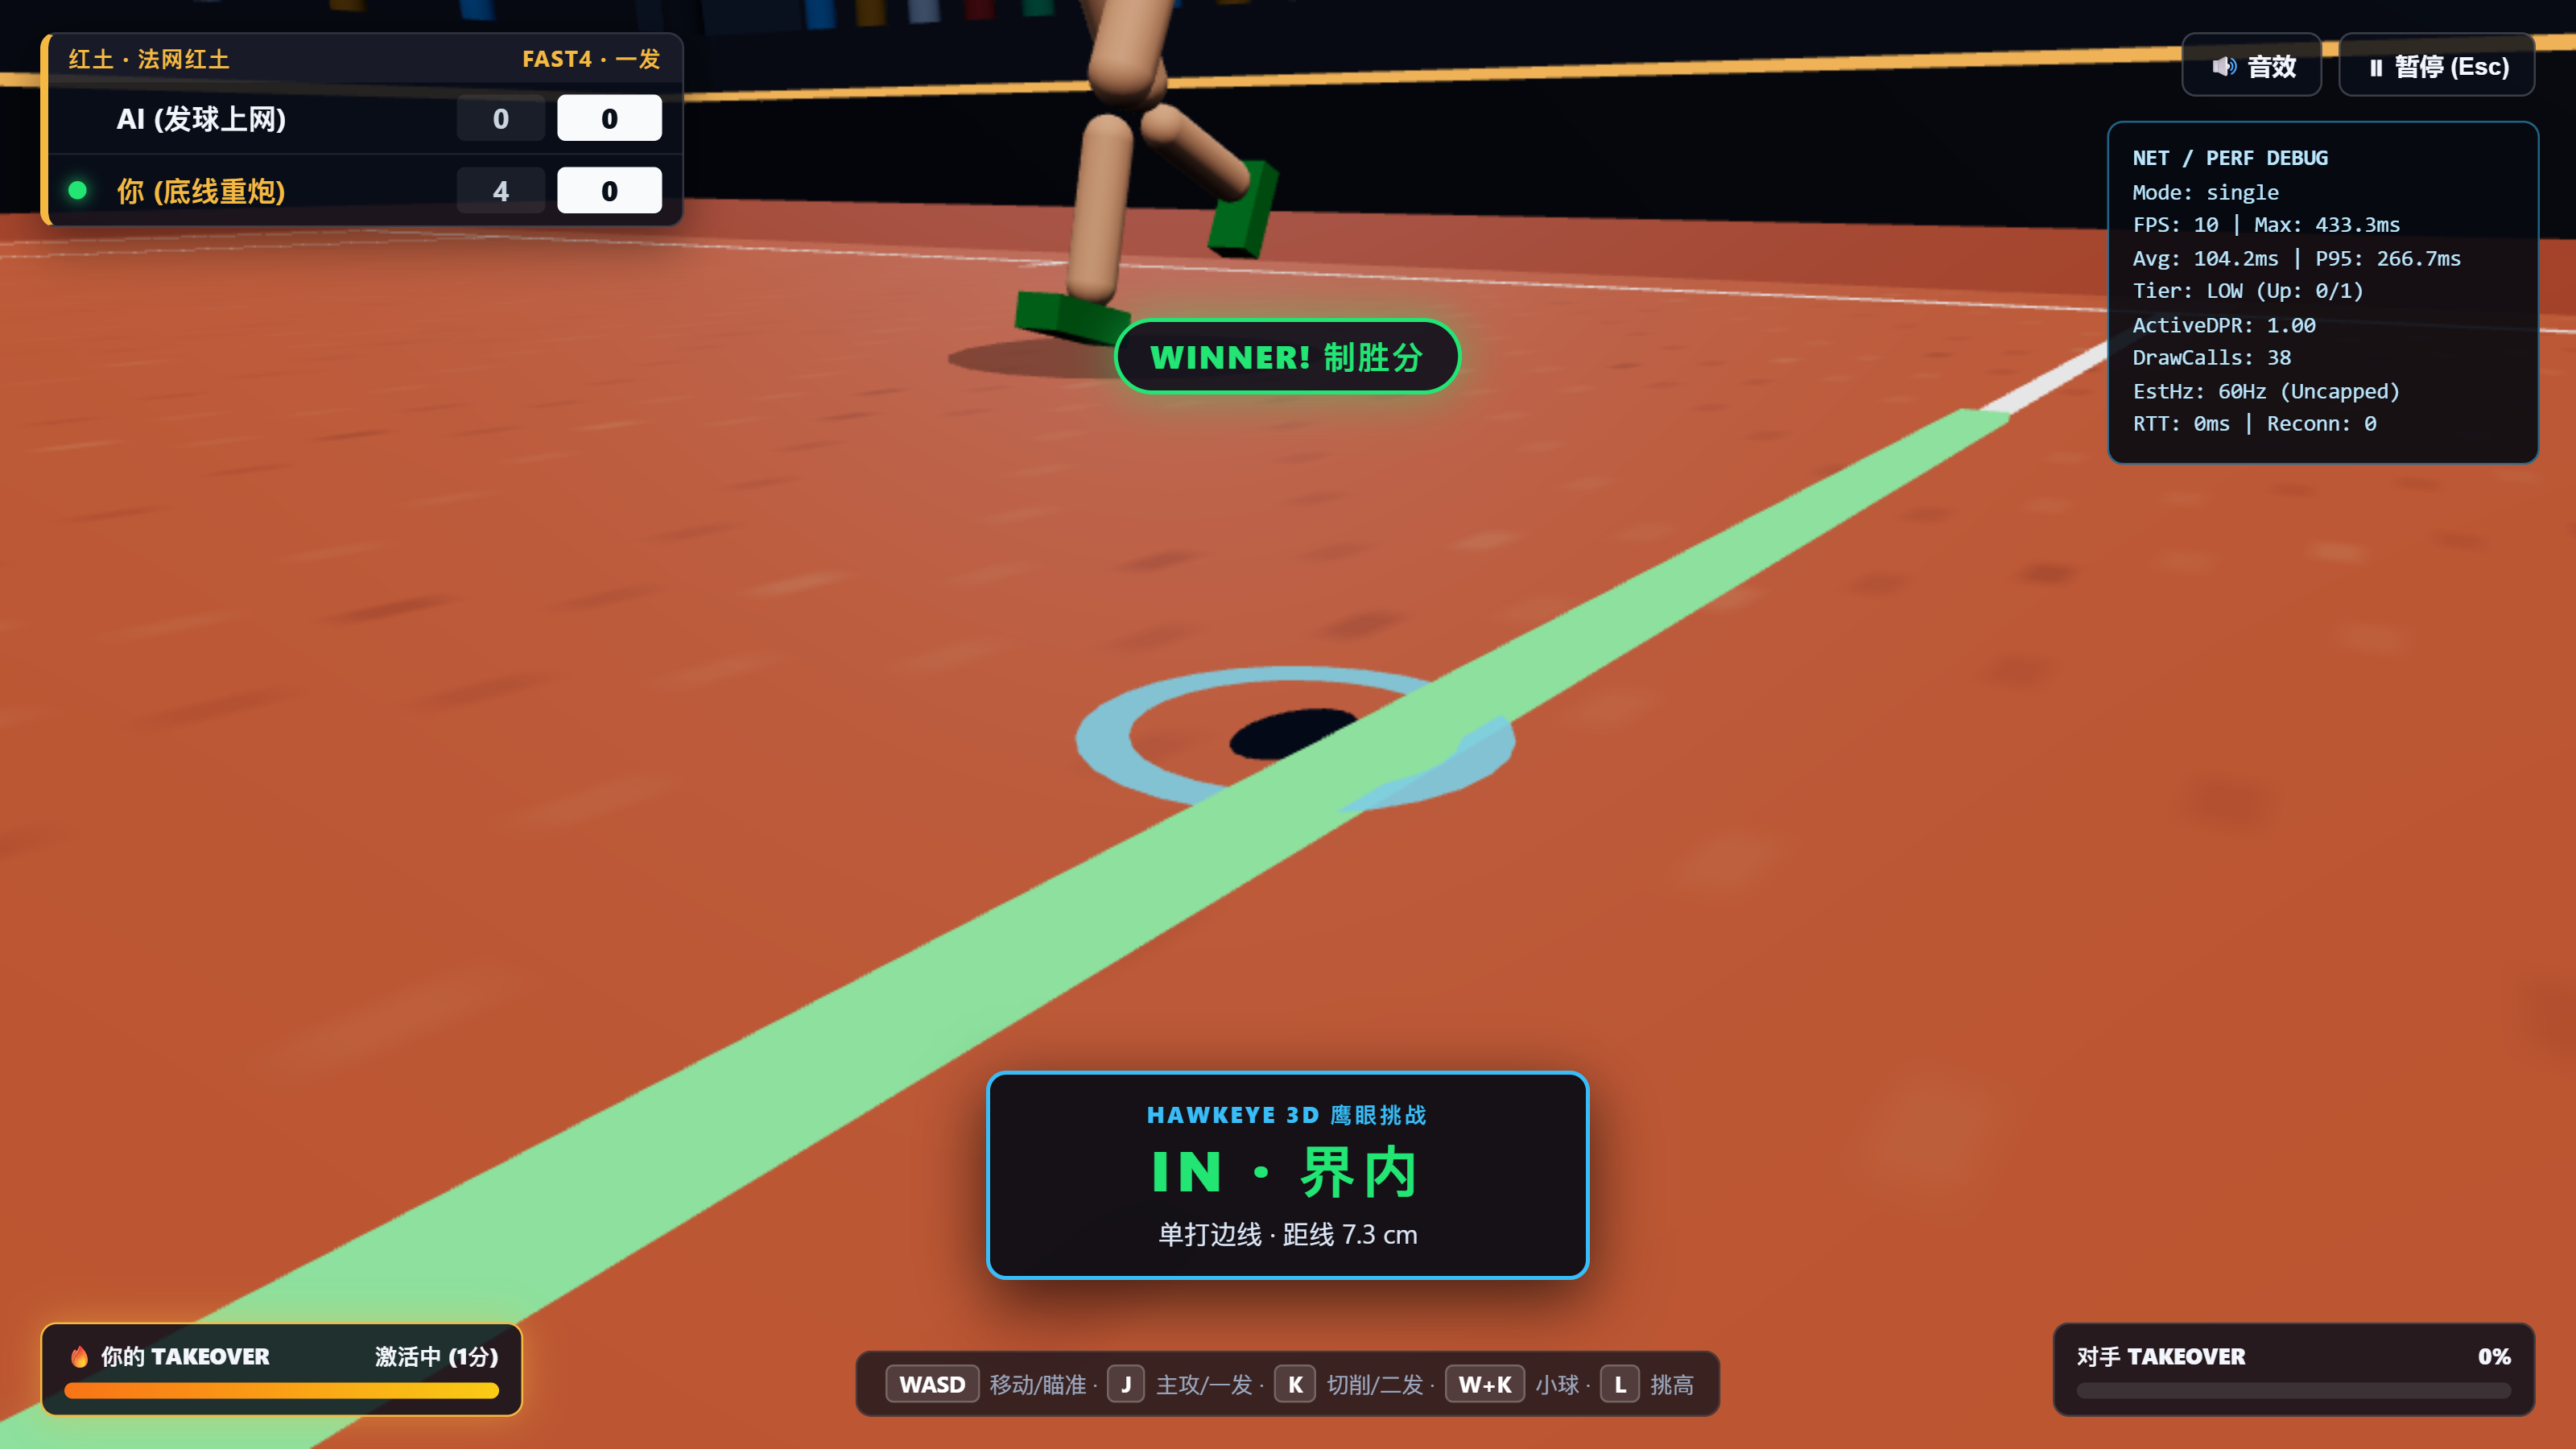 红土 · 法网红土 FAST4 · 一发
AI (发球上网) 0 0
你 (底线重炮) 4 0
音效
暂停 (Esc)
NET / PERF DEBUG
Mode: single
FPS: 10 | Max: 433.3ms
Avg: 104.2ms | P95: 266.7ms
Tier: LOW (Up: 0/1)
ActiveDPR: 1.00
DrawCalls: 38
EstHz: 60Hz (Uncapped)
RTT: 0ms | Reconn: 0
WINNER! 制胜分
HAWKEYE 3D 鹰眼挑战
IN · 界内
单打边线 · 距线 7.3 cm
你的 TAKEOVER 激活中 (1分)
WASD 移动/瞄准 · J 主攻/一发 · K 切削/二发 · W+K 小球 · L 挑高
对手 TAKEOVER 0%